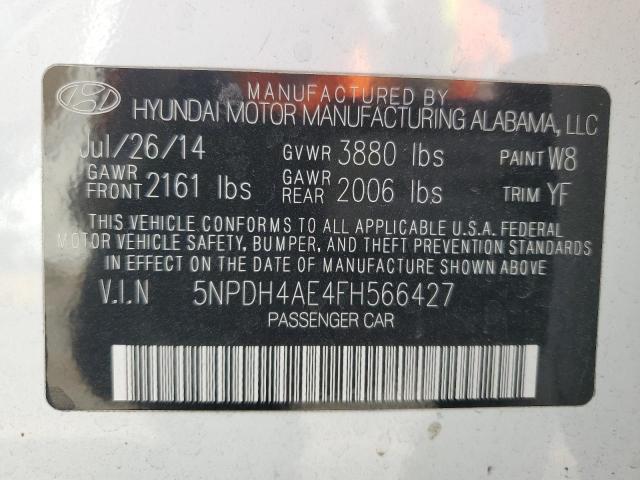 MANUFACTURED BY
HYUNDAI MOTOR MANUFACTURING ALABAMA, LLC
Jul/26/14 GVWR 3880 lbs PAINT W8
GAWR FRONT 2161 lbs GAWR REAR 2006 lbs TRIM YF
THIS VEHICLE CONFORMS TO ALL APPLICABLE U.S.A. FEDERAL
MOTOR VEHICLE SAFETY, BUMPER, AND THEFT PREVENTION STANDARDS
IN EFFECT ON THE DATE OF MANUFACTURE SHOWN ABOVE.
V.I.N 5NPDH4AE4FH566427
PASSENGER CAR